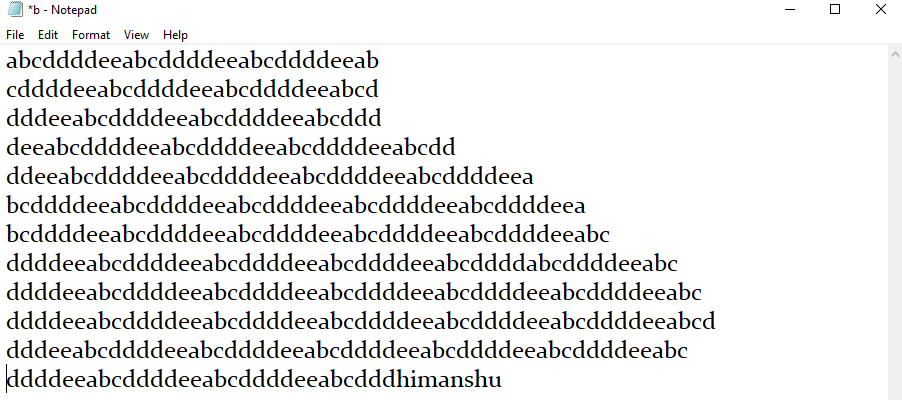 *b - Notepad
File Edit Format View Help
abcddddeeabcddddeeabcddddeeab
cddddeeabcddddeeabcddddeeabcd
dddeeabcddddeeabcddddeeabcddd
deeabcddddeeabcddddeeabcddddeeabcdd
ddeeabcddddeeabcddddeeabcddddeeabcddddeea
bcddddeeabcddddeeabcddddeeabcddddeeabcddddeea
bcddddeeabcddddeeabcddddeeabcddddeeabcddddeeabc
ddddeeabcddddeeabcddddeeabcddddeeabcddddabcddddeeabc
ddddeeabcddddeeabcddddeeabcddddeeabcddddeeabcddddeeabc
ddddeeabcddddeeabcddddeeabcddddeeabcddddeeabcddddeeabcd
dddeeabcddddeeabcddddeeabcddddeeabcddddeeabcddddeeabc
ddddeeabcddddeeabcddddeeabcdddhimanshu